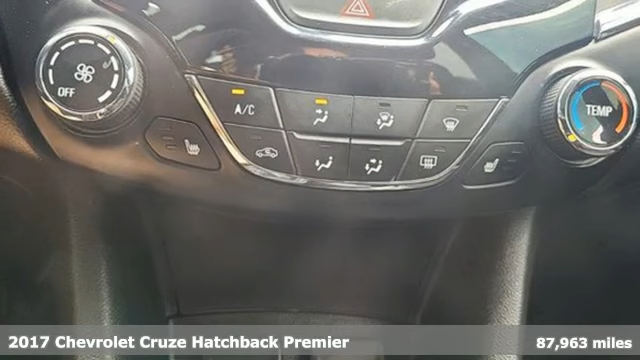 OFF
A/C
TEMP
2017 Chevrolet Cruze Hatchback Premier
87,963 miles